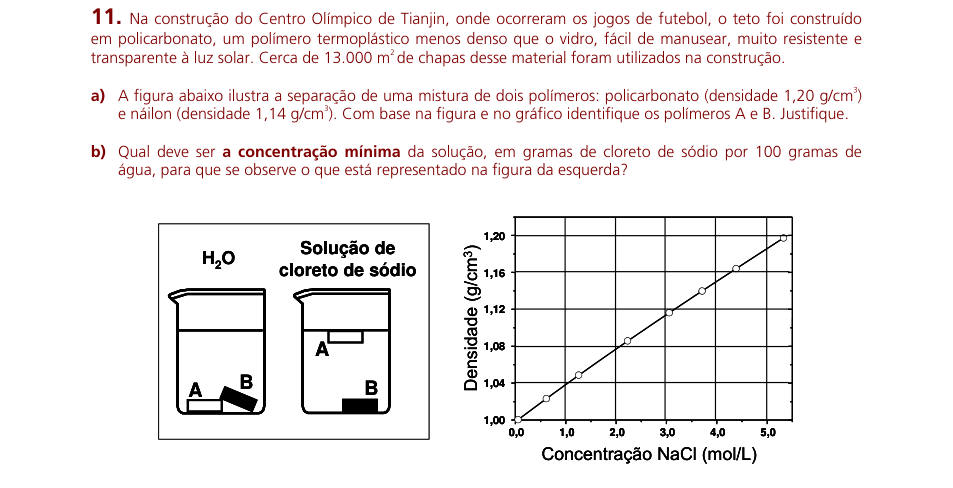 11. Na construção do Centro Olímpico de Tianjin, onde ocorreram os jogos de futebol, o teto foi construído
em policarbonato, um polímero termoplástico menos denso que o vidro, fácil de manusear, muito resistente e
transparente à luz solar. Cerca de 13.000 m² de chapas desse material foram utilizados na construção.
a) A figura abaixo ilustra a separação de uma mistura de dois polímeros: policarbonato (densidade 1,20 g/cm³)
e náilon (densidade 1,14 g/cm³). Com base na figura e no gráfico identifique os polímeros A e B. Justifique.
b) Qual deve ser a concentração mínima da solução, em gramas de cloreto de sódio por 100 gramas de
água, para que se observe o que está representado na figura da esquerda?
H₂O
Solução de
cloreto de sódio
A
B
A
B
Densidade (g/cm³)
1,20
1,16
1,12
1,08
1,04
1,00
0,0 1,0 2,0 3,0 4,0 5,0
Concentração NaCl (mol/L)